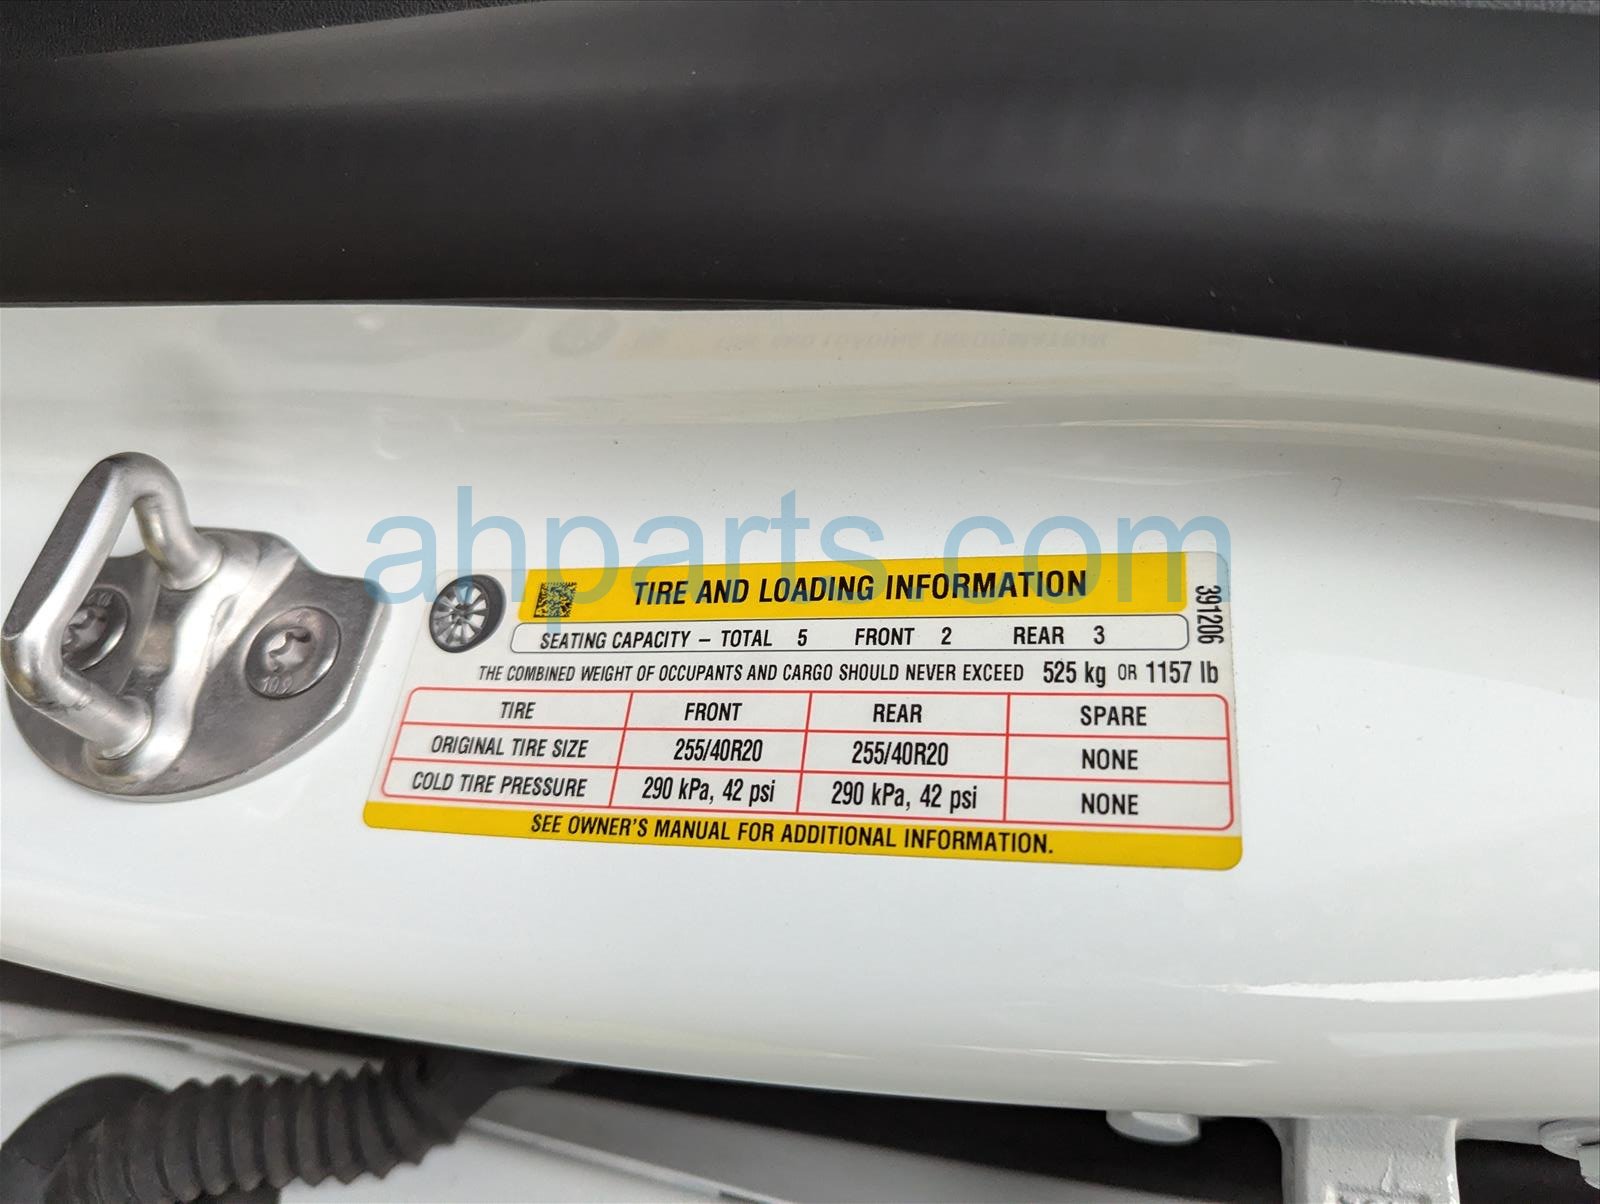 ahparts.com
TIRE AND LOADING INFORMATION
SEATING CAPACITY – TOTAL 5 FRONT 2 REAR 3
391206
THE COMBINED WEIGHT OF OCCUPANTS AND CARGO SHOULD NEVER EXCEED 525 kg OR 1157 lb
TIRE FRONT REAR SPARE
ORIGINAL TIRE SIZE 255/40R20 255/40R20 NONE
COLD TIRE PRESSURE 290 kPa, 42 psi 290 kPa, 42 psi NONE
SEE OWNER'S MANUAL FOR ADDITIONAL INFORMATION.
10.9